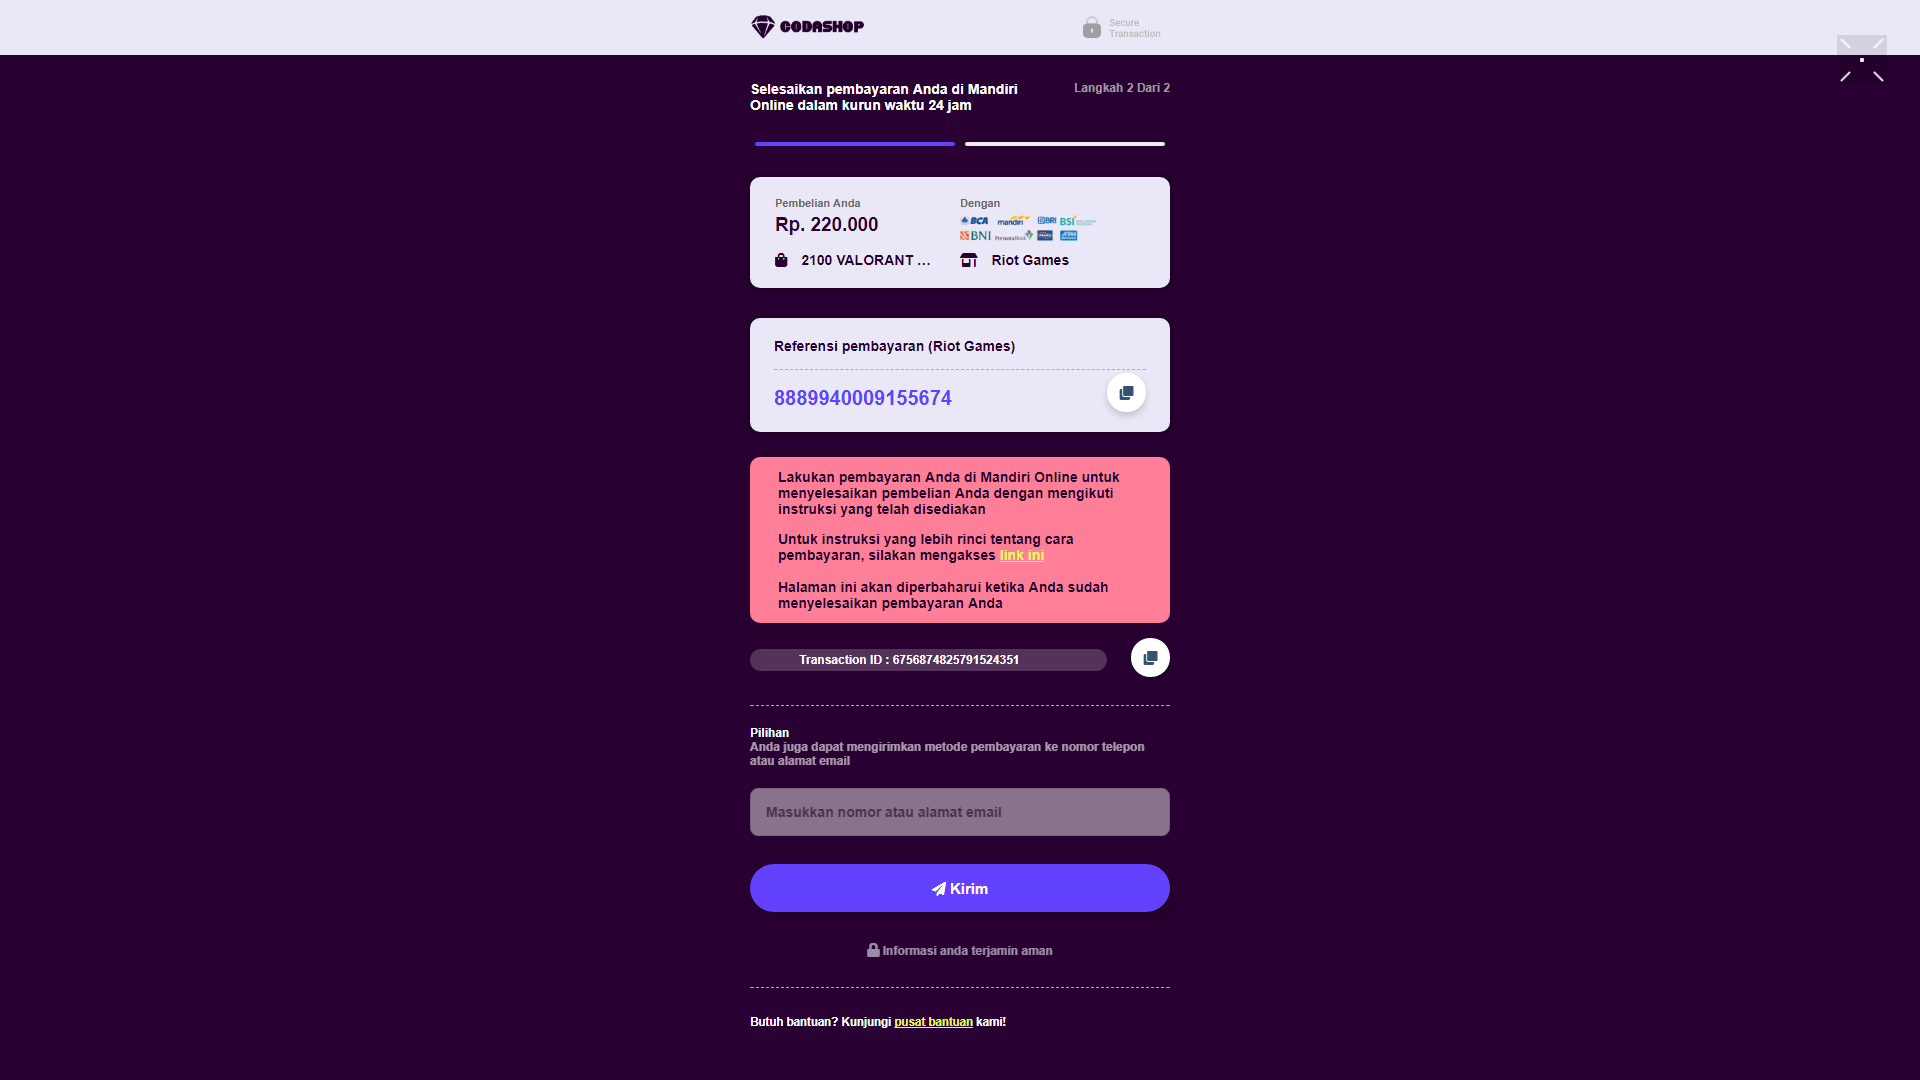 CODASHOP
Secure
Transaction
Selesaikan pembayaran Anda di Mandiri
Online dalam kurun waktu 24 jam
Langkah 2 Dari 2
Pembelian Anda
Rp. 220.000
Dengan
BCA mandiri BRI BSI
BNI PermataBank
2100 VALORANT ...
Riot Games
Referensi pembayaran (Riot Games)
8889940009155674
Lakukan pembayaran Anda di Mandiri Online untuk
menyelesaikan pembelian Anda dengan mengikuti
instruksi yang telah disediakan
Untuk instruksi yang lebih rinci tentang cara
pembayaran, silakan mengakses link ini
Halaman ini akan diperbaharui ketika Anda sudah
menyelesaikan pembayaran Anda
Transaction ID : 6756874825791524351
Pilihan
Anda juga dapat mengirimkan metode pembayaran ke nomor telepon
atau alamat email
Masukkan nomor atau alamat email
Kirim
Informasi anda terjamin aman
Butuh bantuan? Kunjungi pusat bantuan kami!